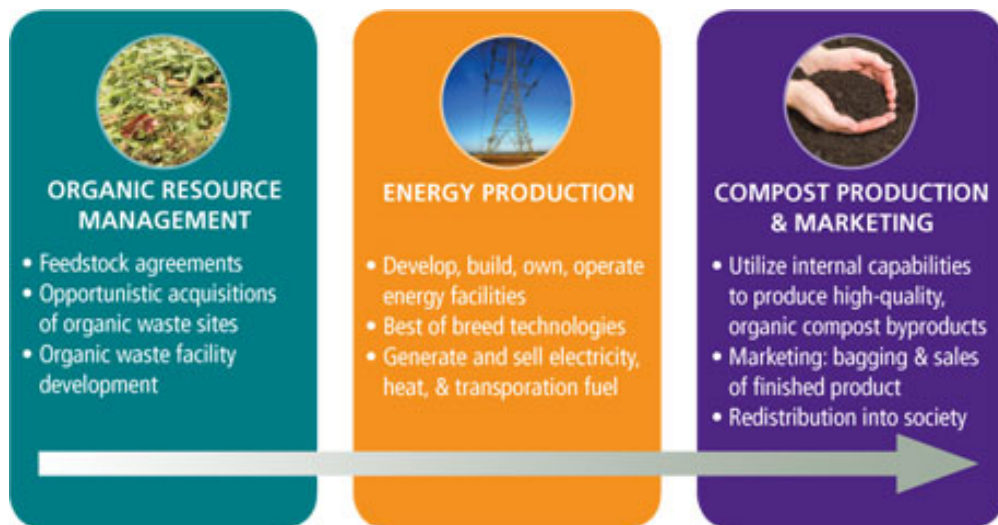 ORGANIC RESOURCE
MANAGEMENT
• Feedstock agreements
• Opportunistic acquisitions
of organic waste sites
• Organic waste facility
development
ENERGY PRODUCTION
• Develop, build, own, operate
energy facilities
• Best of breed technologies
• Generate and sell electricity,
heat, & transporation fuel
COMPOST PRODUCTION
& MARKETING
• Utilize internal capabilities
to produce high-quality,
organic compost byproducts
• Marketing: bagging & sales
of finished product
• Redistribution into society